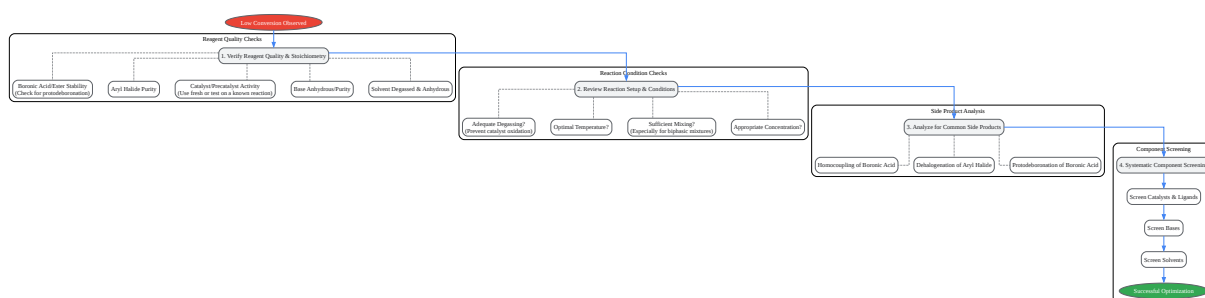 Low Conversion Observed
Reagent Quality Checks
1. Verify Reagent Quality & Stoichiometry
Boronic Acid/Ester Stability
(Check for protodeboronation)
Aryl Halide Purity
Catalyst/Precatalyst Activity
(Use fresh or test on a known reaction)
Base Anhydrous/Purity
Solvent Degassed & Anhydrous
Reaction Condition Checks
2. Review Reaction Setup & Conditions
Adequate Degassing?
(Prevent catalyst oxidation)
Optimal Temperature?
Sufficient Mixing?
(Especially for biphasic mixtures)
Appropriate Concentration?
Side Product Analysis
3. Analyze for Common Side Products
Homocoupling of Boronic Acid
Dehalogenation of Aryl Halide
Protodeboronation of Boronic Acid
Component Screening
4. Systematic Component Screening
Screen Catalysts & Ligands
Screen Bases
Screen Solvents
Successful Optimization